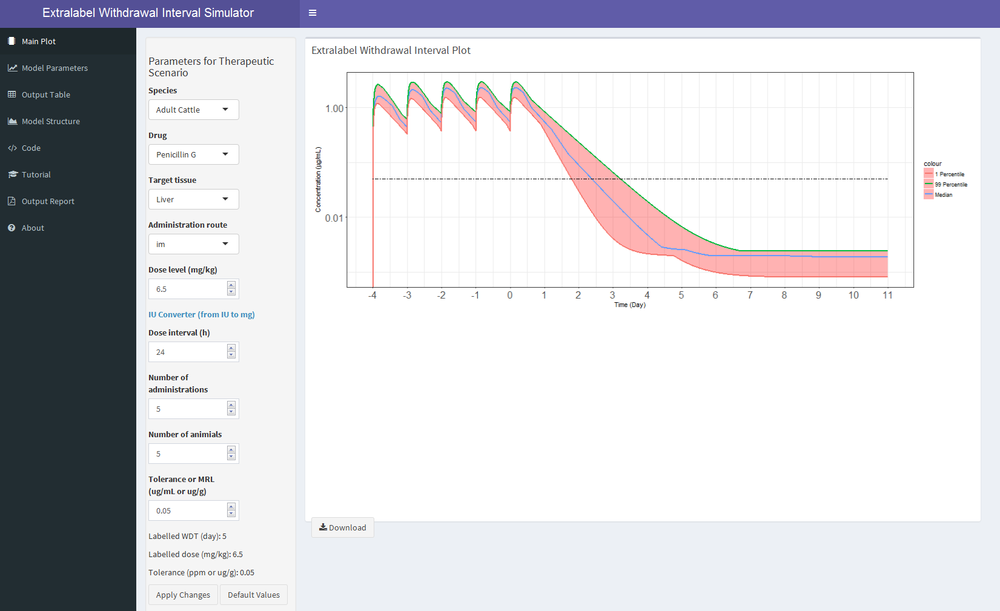 Extralabel Withdrawal Interval Simulator
Main Plot
Model Parameters
Output Table
Model Structure
Code
Tutorial
Output Report
About
Parameters for Therapeutic
Scenario
Species
Adult Cattle
Drug
Penicillin G
Target tissue
Liver
Administration route
im
Dose level (mg/kg)
6.5
IU Converter (from IU to mg)
Dose interval (h)
24
Number of
administrations
5
Number of animials
5
Tolerance or MRL
(ug/mL or ug/g)
0.05
Labelled WDT (day): 5
Labelled dose (mg/kg): 6.5
Tolerance (ppm or ug/g): 0.05
Apply Changes
Default Values
Extralabel Withdrawal Interval Plot
Concentration (µg/mL)
1.00
0.01
-4 -3 -2 -1 0 1 2 3 4 5 6 7 8 9 10 11
Time (Day)
colour
1 Percentile
99 Percentile
Median
Download